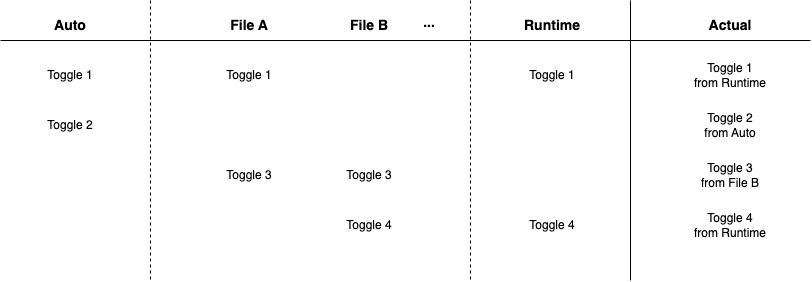 Auto File A File B ... Runtime Actual
Toggle 1 Toggle 1 Toggle 1 Toggle 1
from Runtime
Toggle 2 Toggle 2
from Auto
Toggle 3 Toggle 3 Toggle 3
from File B
Toggle 4 Toggle 4 Toggle 4
from Runtime